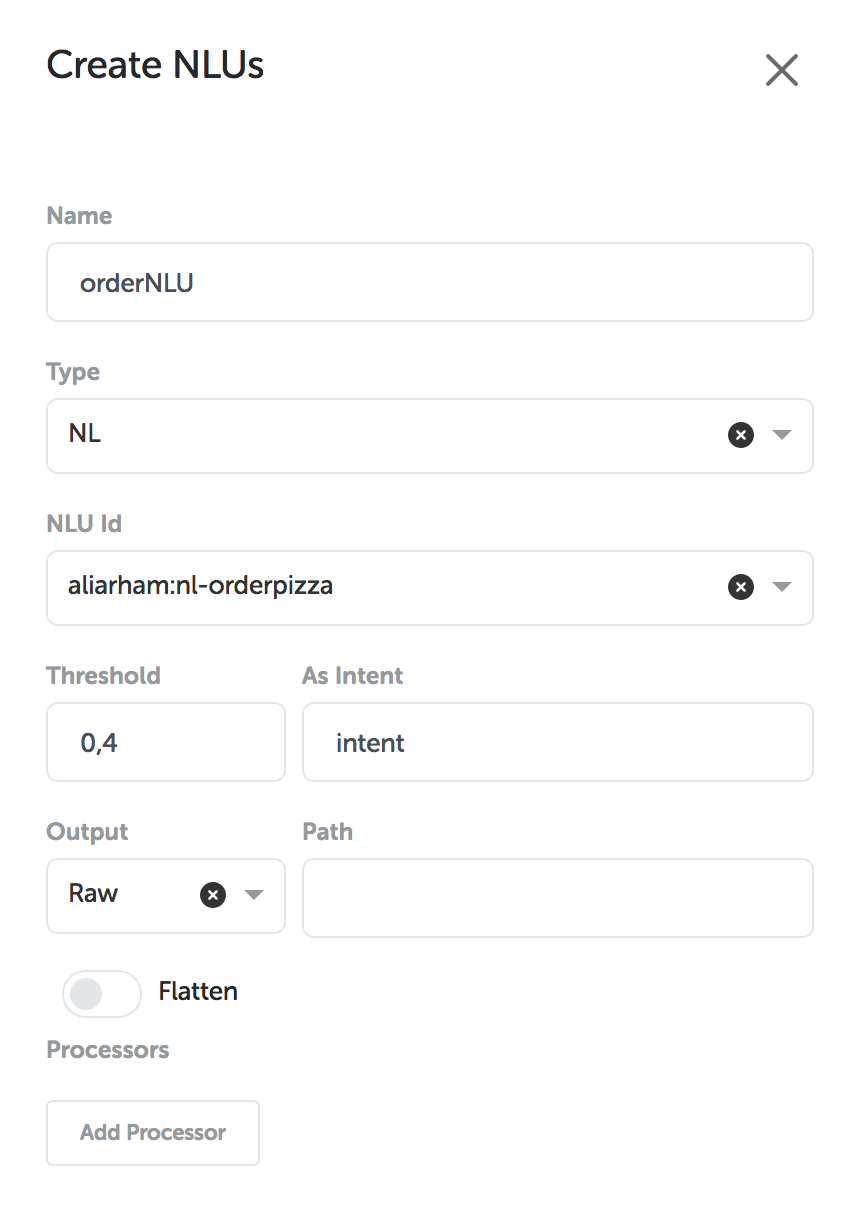 Create NLUs
Name
orderNLU
Type
NL
NLU Id
aliarham:nl-orderpizza
Threshold
As Intent
0,4
intent
Output
Path
Raw
Flatten
Processors
Add Processor